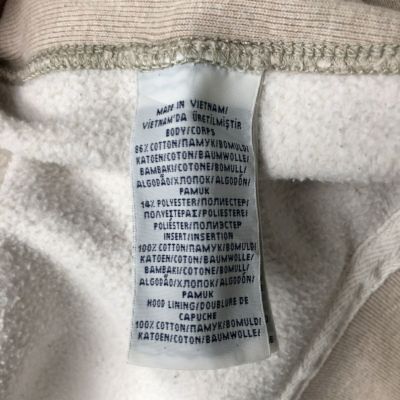 MADE IN VIETNAM/
VIETNAM'DA ÜRETILMIŞTIR
BODY/CORPS
86% COTTON/ПАМУК/BOMULD/
KATOEN/COTON/BAUMWOLLE/
BAMBAKI/COTONE/BOMULL/
ALGODÃO/ХЛОПОК/ALGODÓN/
PAMUK
14% POLYESTER/ПОЛИЕСТЕР/
ΠΟΛΥΕΣΤΕΡΑΣ/POLIESTERE/
POLIÉSTER/ПОЛИЭСТЕР
INSERT/INSERTION
100% COTTON/ПАМУК/BOMULD/
KATOEN/COTON/BAUMWOLLE/
BAMBAKI/COTONE/BOMULL/
ALGODÃO/ХЛОПОК/ALGODÓN/
PAMUK
HOOD LINING/DOUBLURE DE
CAPUCHE
100% COTTON/ПАМУК/BOMULD/
KATOEN/COTON/BAUMWOLLE/